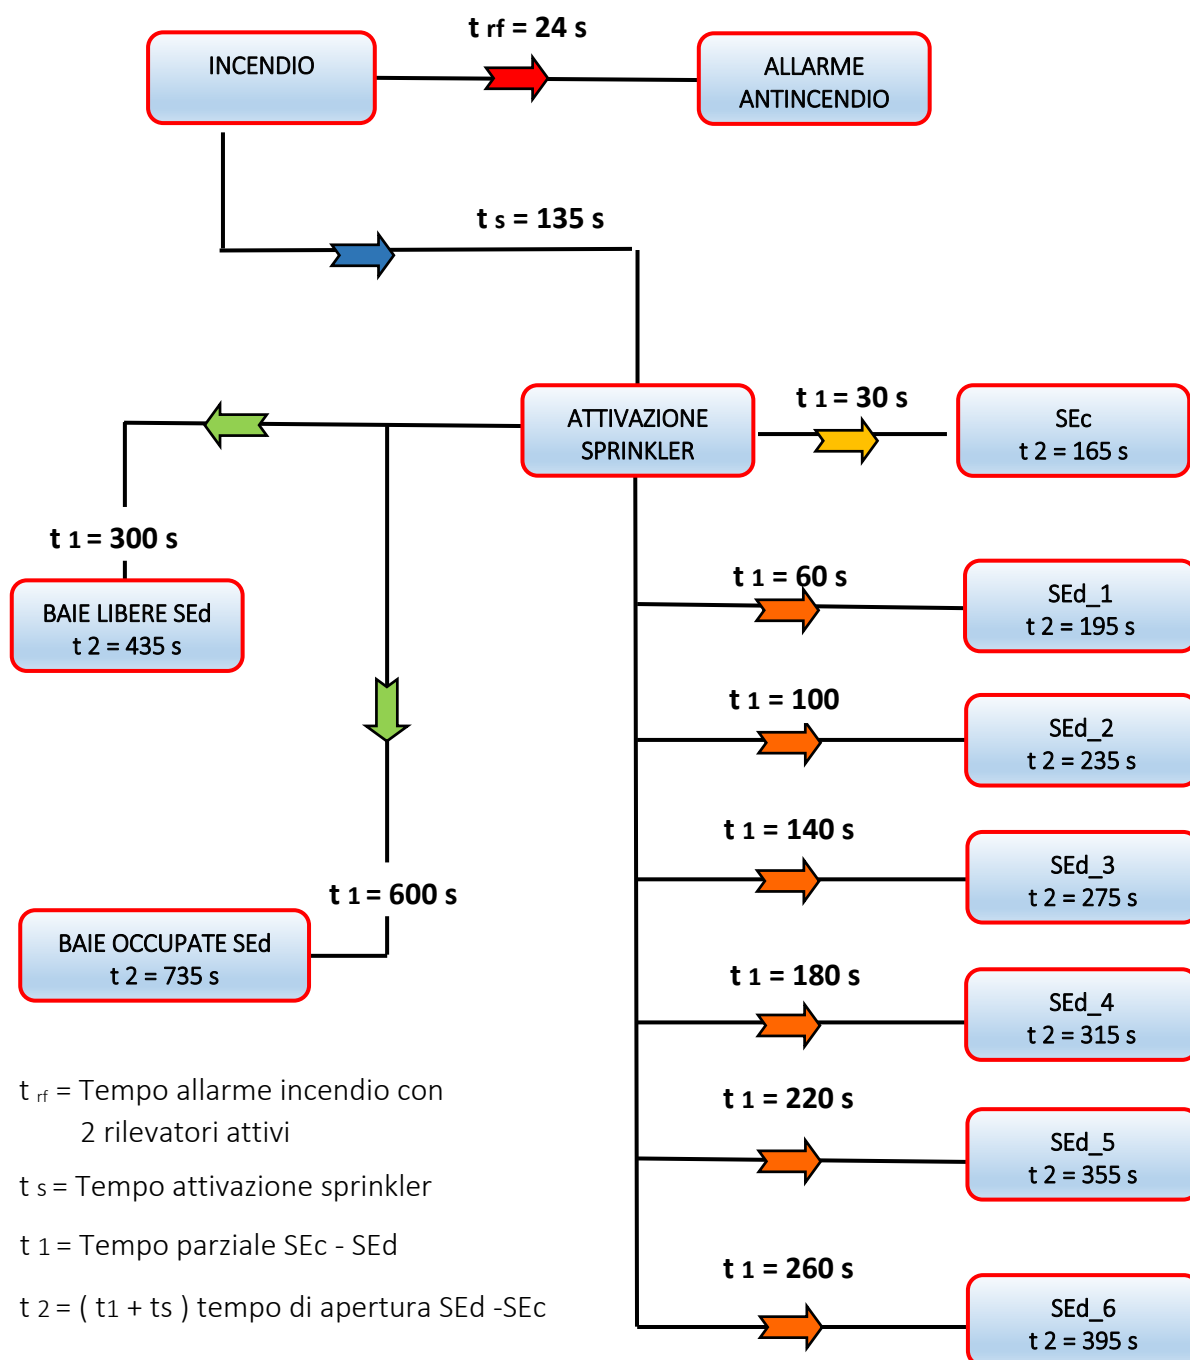 t rf = 24 s
INCENDIO
ALLARME
ANTINCENDIO
t s = 135 s
ATTIVAZIONE
SPRINKLER
t 1 = 30 s
SEc
t 2 = 165 s
t 1 = 300 s
BAIE LIBERE SEd
t 2 = 435 s
t 1 = 60 s
SEd_1
t 2 = 195 s
t 1 = 100
SEd_2
t 2 = 235 s
t 1 = 140 s
SEd_3
t 2 = 275 s
t 1 = 600 s
BAIE OCCUPATE SEd
t 2 = 735 s
t 1 = 180 s
SEd_4
t 2 = 315 s
t 1 = 220 s
SEd_5
t 2 = 355 s
t 1 = 260 s
SEd_6
t 2 = 395 s
t rf = Tempo allarme incendio con
2 rilevatori attivi
t s = Tempo attivazione sprinkler
t 1 = Tempo parziale SEc - SEd
t 2 = ( t1 + ts ) tempo di apertura SEd -SEc